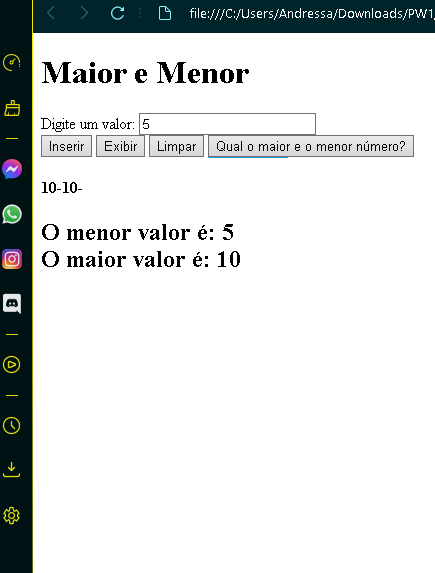 file:///C:/Users/Andressa/Downloads/PW1
Maior e Menor
Digite um valor: 5
Inserir Exibir Limpar Qual o maior e o menor número?
10-10-
O menor valor é: 5
O maior valor é: 10